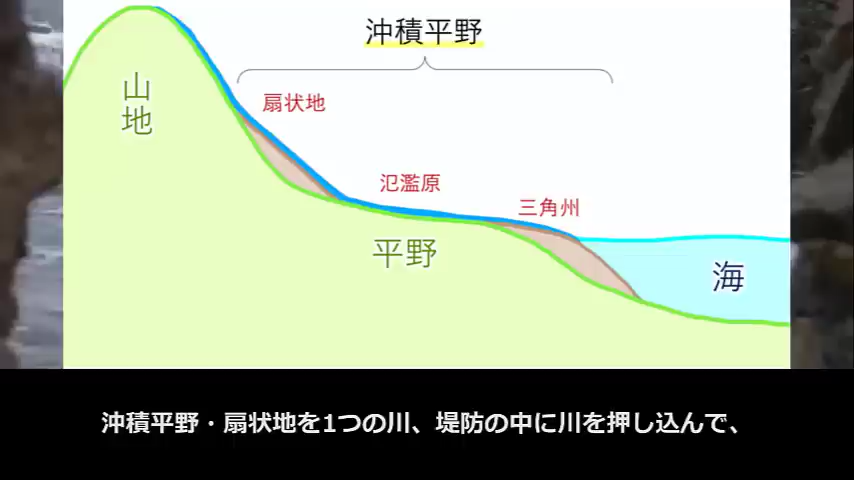 沖積平野
山地
扇状地
氾濫原
三角州
平野
海
沖積平野・扇状地を1つの川、堤防の中に川を押し込んで、